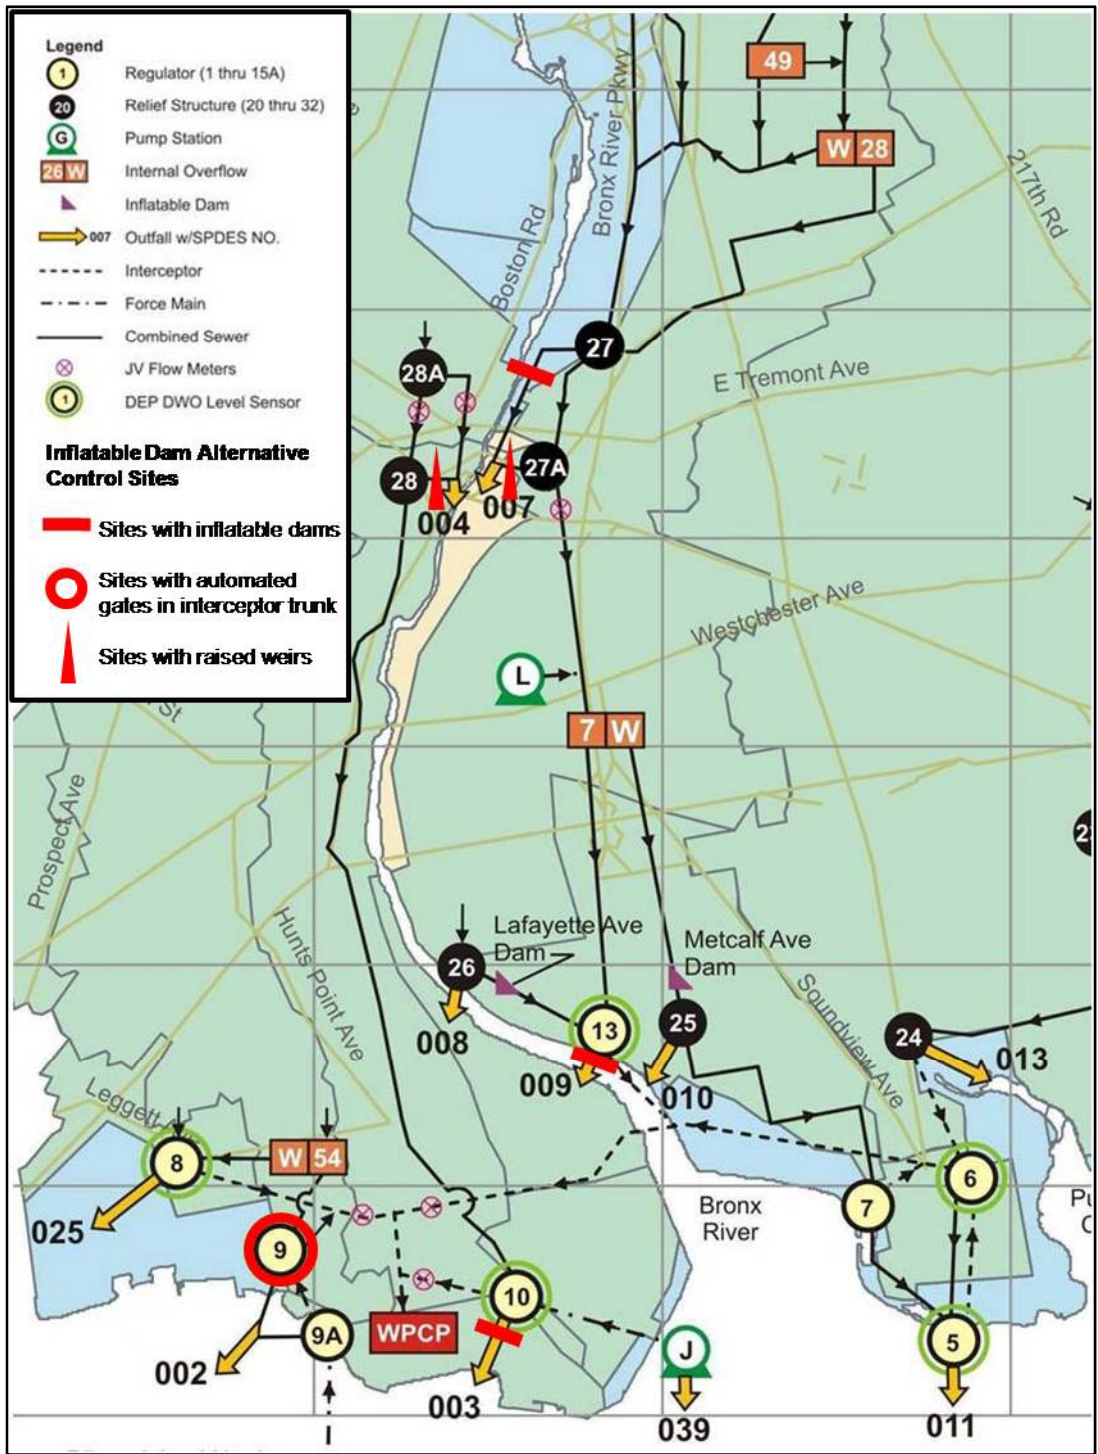 Legend
1 Regulator (1 thru 15A)
20 Relief Structure (20 thru 32)
G Pump Station
26 W Internal Overflow
Inflatable Dam
007 Outfall w/SPDES NO.
Interceptor
Force Main
Combined Sewer
JV Flow Meters
1 DEP DWO Level Sensor
Inflatable Dam Alternative
Control Sites
Sites with inflatable dams
Sites with automated
gates in interceptor trunk
Sites with raised weirs
49
W 28
Bronx River Pkwy
217th Rd
Boston Rd
27
28A
E Tremont Ave
28
27A
004
007
Westchester Ave
L
St
7 W
Prospect Ave
Hunts Point Ave
Lafayette Ave
Dam
Metcalf Ave
Dam
26
Soundview Ave
13
25
24
008
009
010
013
Leggett
8
W 54
6
7
Bronx
River
025
9
10
9A
WPCP
J
5
002
003
039
011